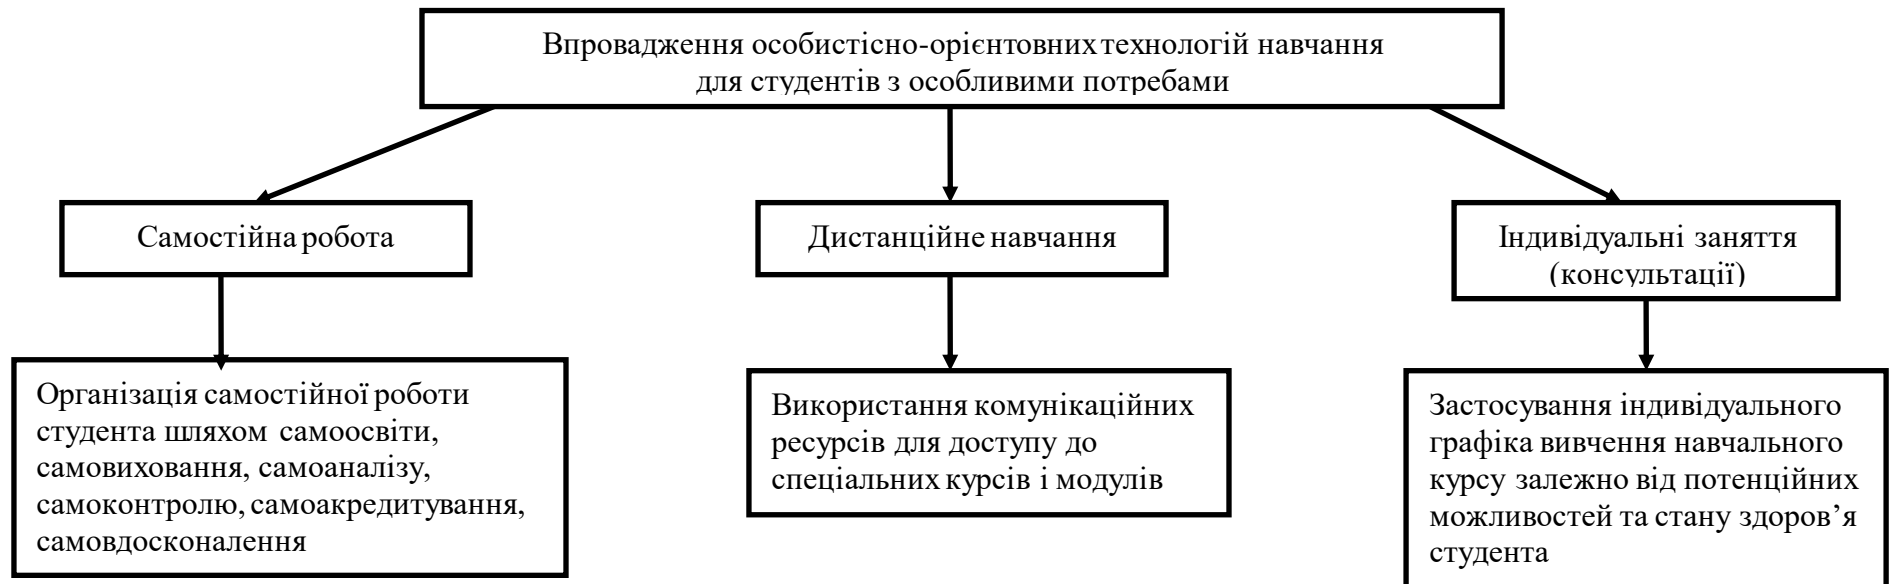 Впровадження особистісно-орієнтовних технологій навчання
для студентів з особливими потребами
Самостійна робота
Дистанційне навчання
Індивідуальні заняття
(консультації)
Організація самостійної роботи
студента шляхом самоосвіти,
самовиховання, самоаналізу,
самоконтролю, самоакредитування,
самовдосконалення
Використання комунікаційних
ресурсів для доступу до
спеціальних курсів і модулів
Застосування індивідуального
графіка вивчення навчального
курсу залежно від потенційних
можливостей та стану здоров’я
студента